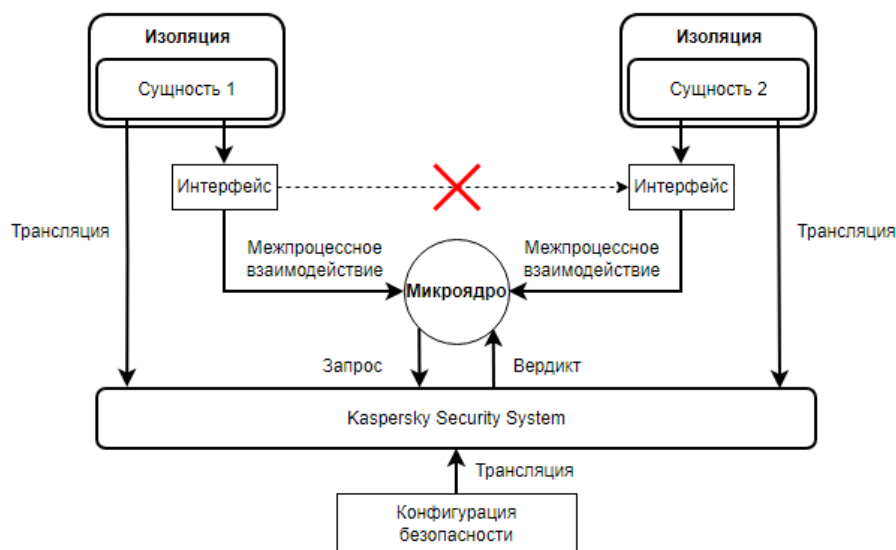 Изоляция
Изоляция
Сущность 1
Сущность 2
Интерфейс
Интерфейс
Трансляция
Трансляция
Межпроцессное
взаимодействие
Межпроцессное
взаимодействие
Микроядро
Запрос
Вердикт
Kaspersky Security System
Трансляция
Конфигурация
безопасности